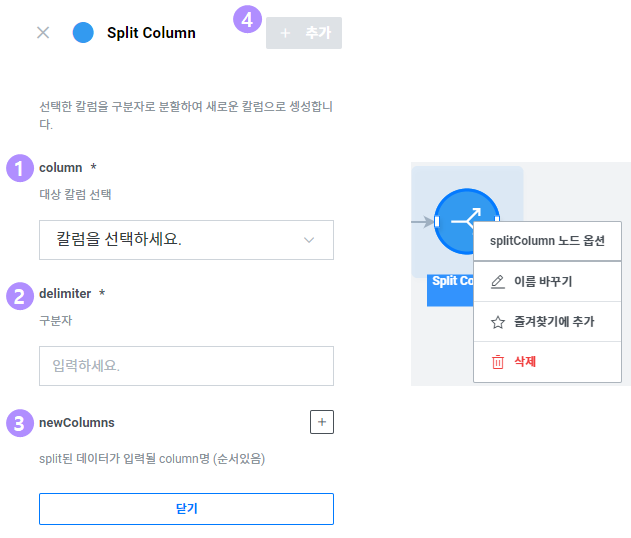 Split Column
4
+ 추가
선택한 칼럼을 구분자로 분할하여 새로운 칼럼으로 셍성합니
다.
1
column *
대상 칼럼 선택
칼럼을 선택하세요.
2
delimiter *
구분자
입력하세요.
3
newColumns
+
split된 데이터가 입력될 column명 (순서있음)
닫기
Split Co
splitColumn 노드 옵션
이름 바꾸기
즐겨찾기에 추가
삭제